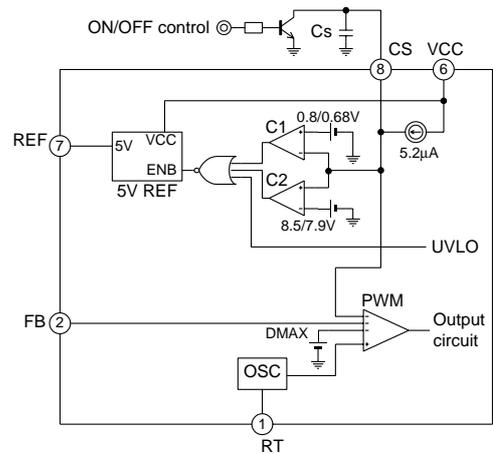 ON/OFF control
Cs
CS
VCC
8
6
0.8/0.68V
REF
7
5V
VCC
ENB
5V REF
C1
+
−
5.2μA
C2
+
−
8.5/7.9V
UVLO
PWM
FB
2
−
−
−
+
Output
circuit
DMAX
OSC
1
RT